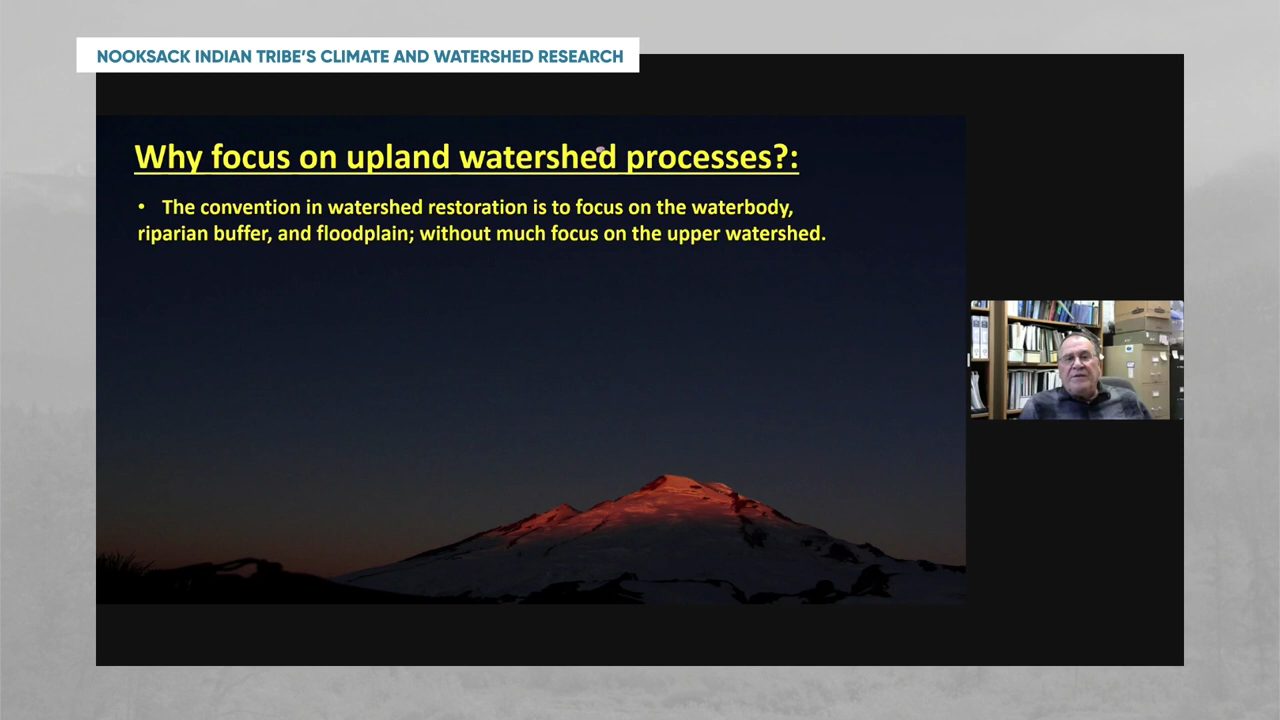 NOOKSACK INDIAN TRIBE'S CLIMATE AND WATERSHED RESEARCH
Why focus on upland watershed processes?:
• The convention in watershed restoration is to focus on the waterbody,
riparian buffer, and floodplain; without much focus on the upper watershed.